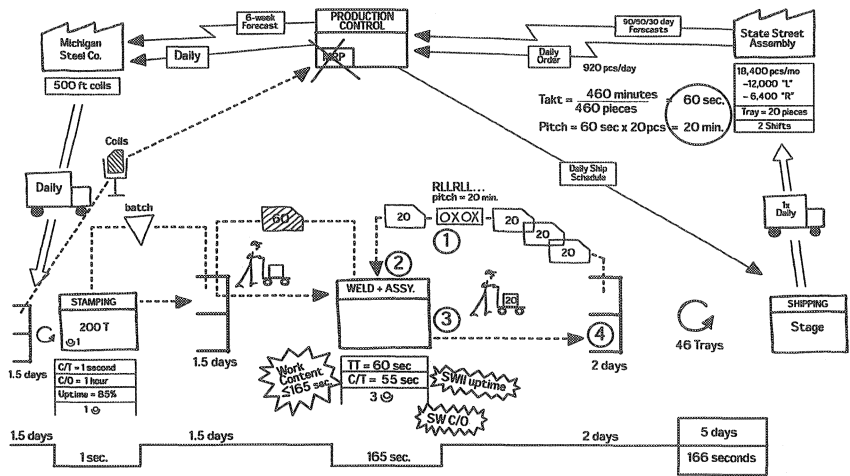 6-week
Forecast
PRODUCTION
CONTROL
MRP
90/60/30 day
Forecasts
State Street
Assembly
Michigan
Steel Co.
Daily
Daily
Order
920 pcs/day
500 ft coils
18,400 pcs/mo
-12,000 "L"
- 6,400 "R"
Tray = 20 pieces
2 Shifts
Takt = 460 minutes
460 pieces
= 60 sec.
Pitch = 60 sec x 20pcs = 20 min.
Coils
Daily Ship
Schedule
Daily
batch
60
RLLRLL...
pitch = 20 min.
20
OXOX
20
20
20
1
1x
Daily
2
STAMPING
200 T
1
WELD + ASSY.
3
20
4
46 Trays
SHIPPING
Stage
1.5 days
1.5 days
2 days
C/T = 1 second
C/O = 1 hour
Uptime = 85%
1
Work
Content
≤165 sec.
TT = 60 sec
C/T = 55 sec
3
SWII uptime
SW C/O
1.5 days
1 sec.
1.5 days
165 sec.
2 days
5 days
166 seconds